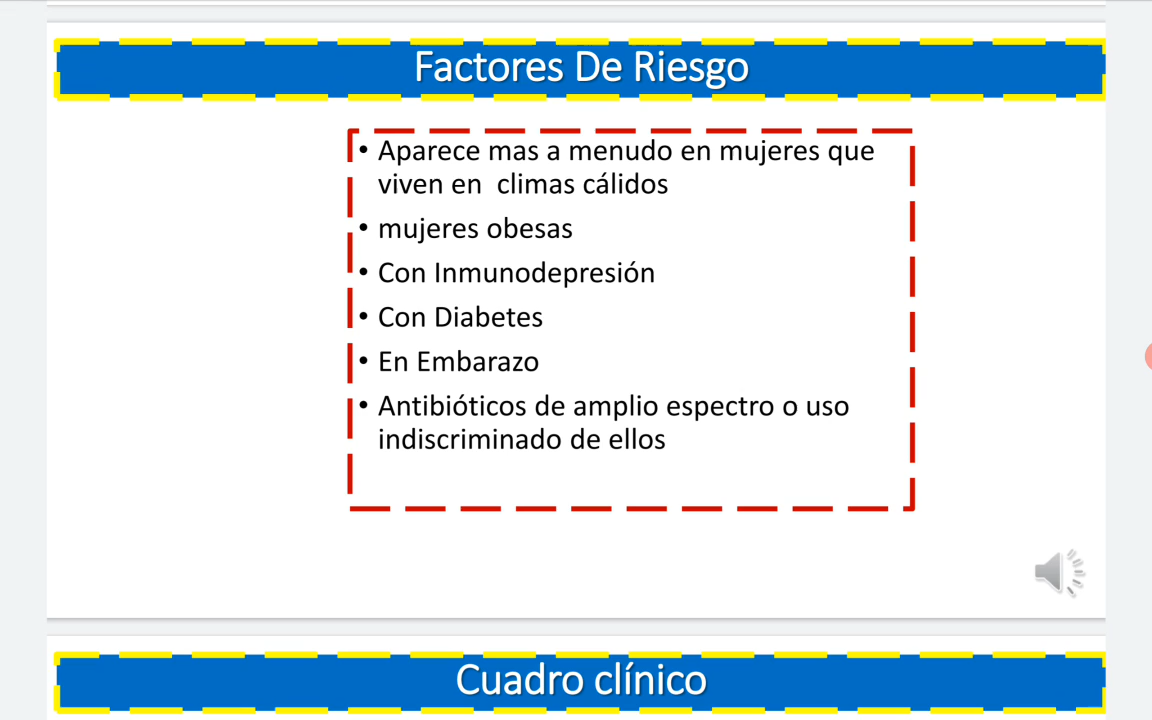 Factores De Riesgo
• Aparece mas a menudo en mujeres que
viven en climas cálidos
• mujeres obesas
• Con Inmunodepresión
• Con Diabetes
• En Embarazo
• Antibióticos de amplio espectro o uso
indiscriminado de ellos
Cuadro clínico